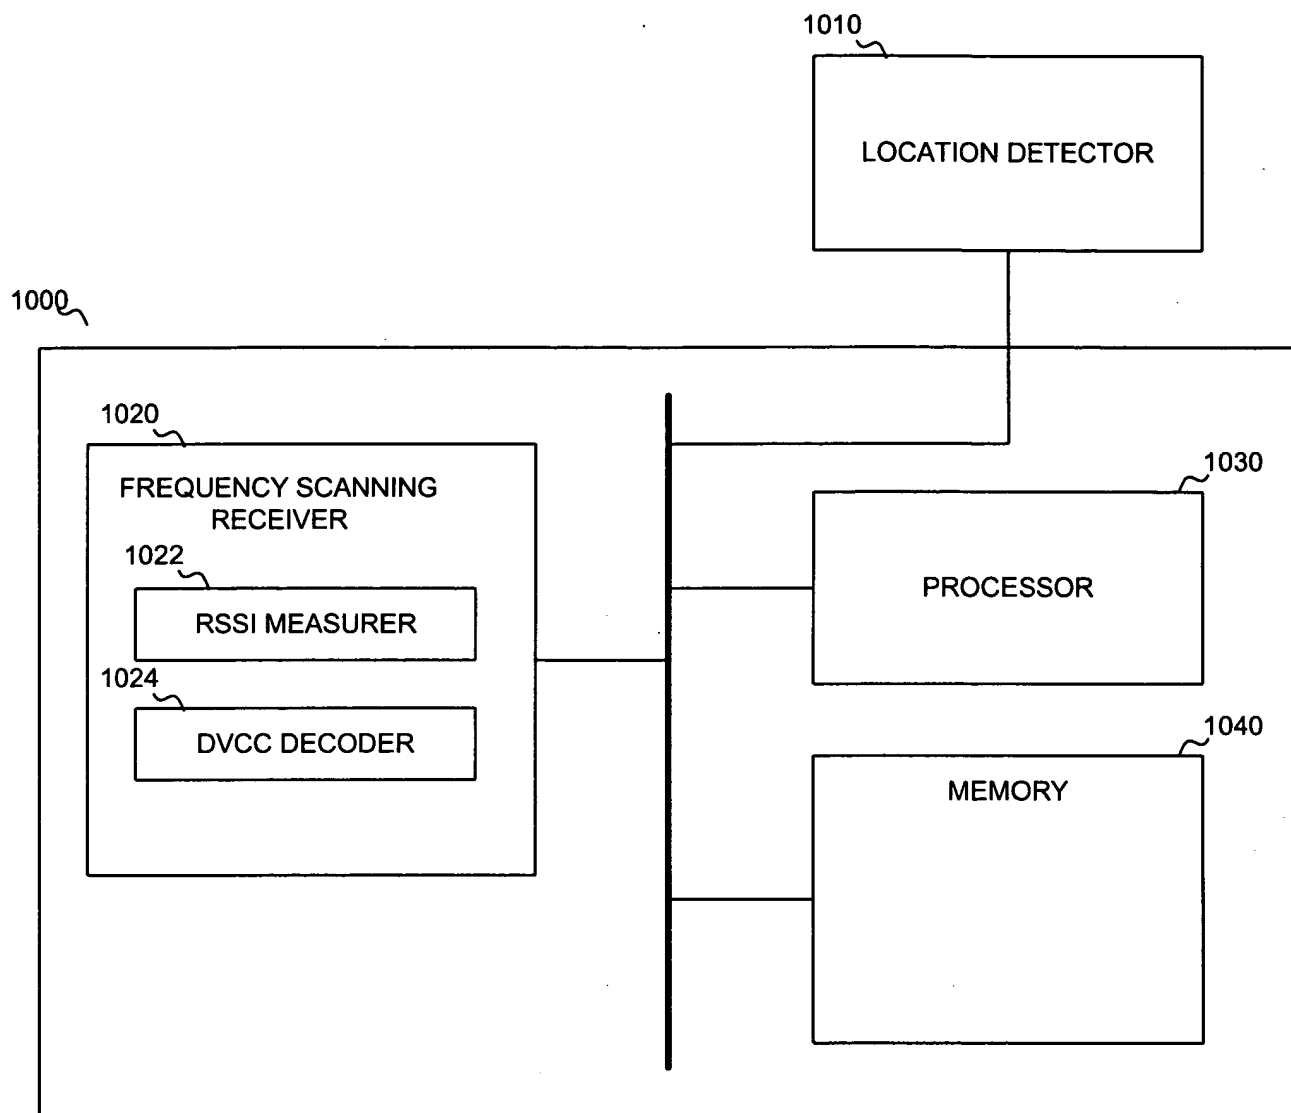 1010
LOCATION DETECTOR
1000
1020
FREQUENCY SCANNING
RECEIVER
1022
RSSI MEASURER
1024
DVCC DECODER
1030
PROCESSOR
1040
MEMORY